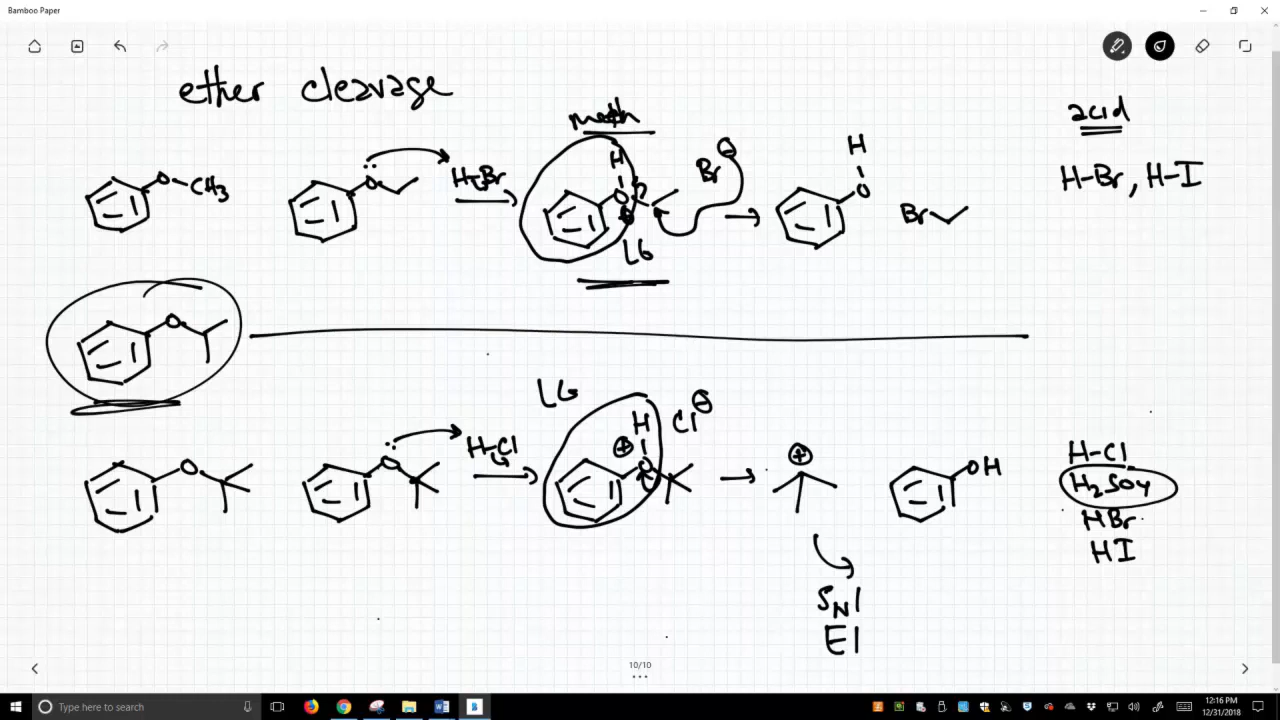 Bamboo Paper
ether cleavage
acid
H-Br, H-I
O-CH3
O
H-Br
H
O
LG
Br
H
O
Br
O
LG
O
O
H-Cl
H
O
Cl
OH
H-Cl
H2SO4
HBr
HI
SN1
E1
10/10
Type here to search
12:16 PM
12/31/2018